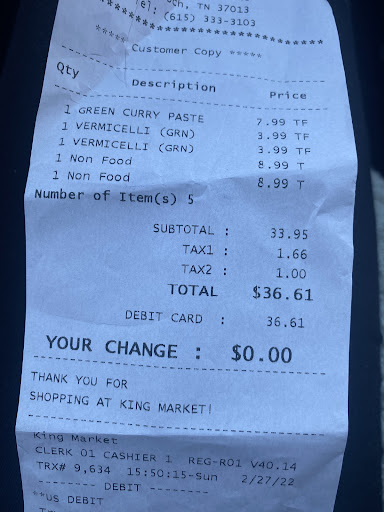 ch, TN 37013
Tel: (615) 333-3103
***** Customer Copy *****
Qty Description Price
1 GREEN CURRY PASTE 7.99 TF
1 VERMICELLI (GRN) 3.99 TF
1 VERMICELLI (GRN) 3.99 TF
1 Non Food 8.99 T
1 Non Food 8.99 T
Number of Item(s) 5
SUBTOTAL : 33.95
TAX1 : 1.66
TAX2 : 1.00
TOTAL $36.61
DEBIT CARD : 36.61
YOUR CHANGE : $0.00
THANK YOU FOR
SHOPPING AT KING MARKET!
King Market
CLERK 01 CASHIER 1 REG-R01 V40.14
TRX# 9,634 15:50:15-Sun 2/27/22
-------- DEBIT --------
**US DEBIT